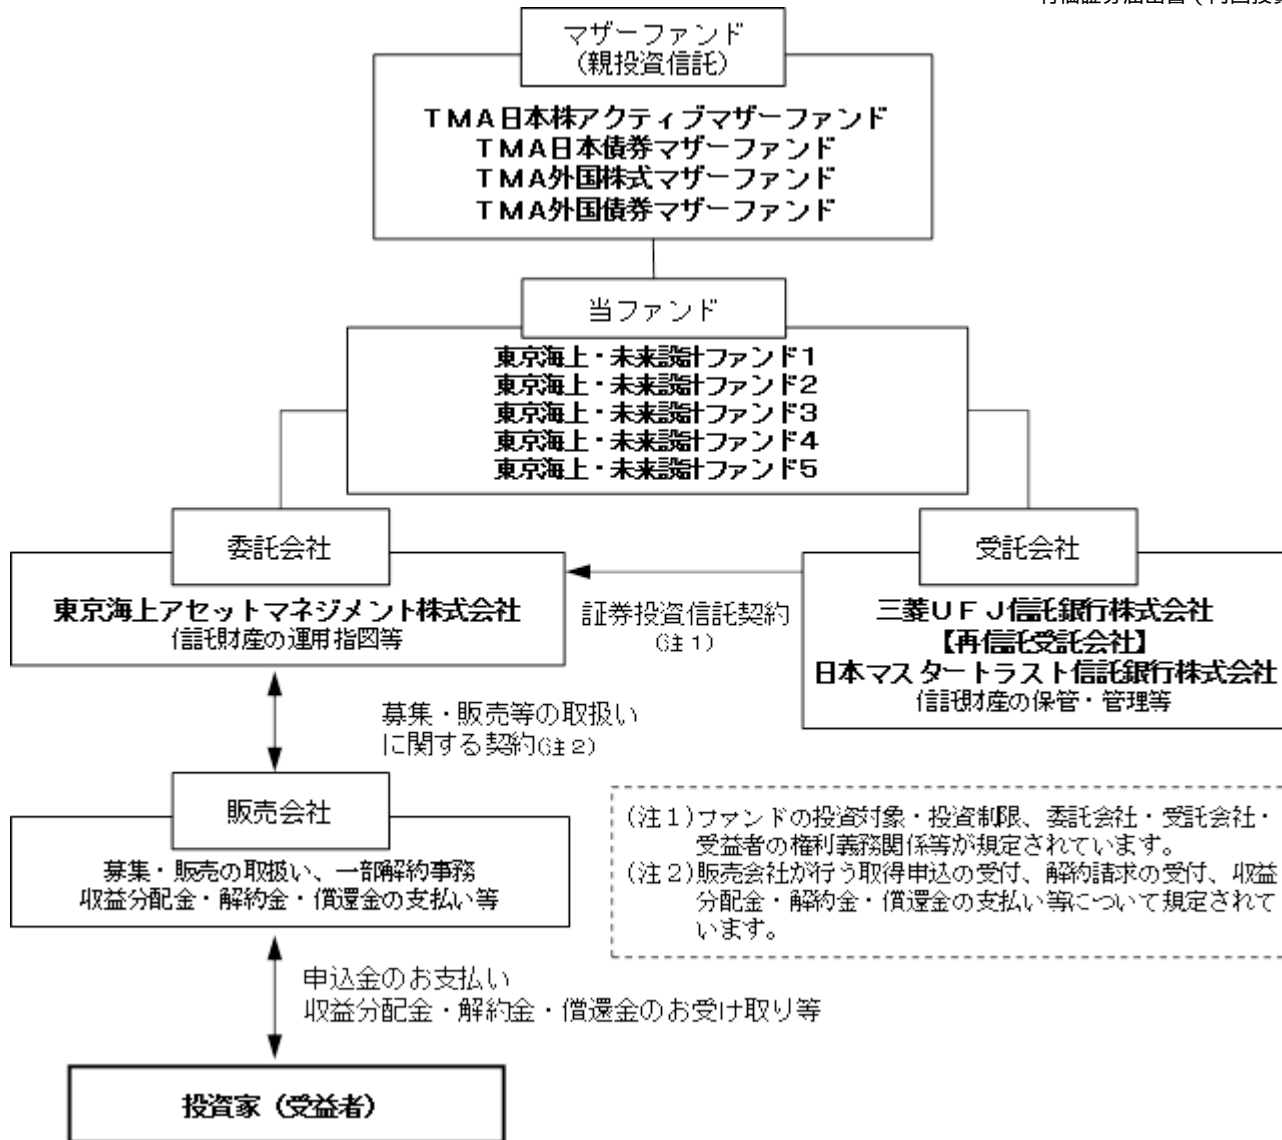 マザーファンド
(親投資信託)
TMA日本株アクティブマザーファンド
TMA日本債券マザーファンド
TMA外国株式マザーファンド
TMA外国債券マザーファンド
当ファンド
東京海上・未来設計ファンド1
東京海上・未来設計ファンド2
東京海上・未来設計ファンド3
東京海上・未来設計ファンド4
東京海上・未来設計ファンド5
委託会社
東京海上アセットマネジメント株式会社
信託財産の運用指図等
証券投資信託契約
(注1)
受託会社
三菱UFJ信託銀行株式会社
【再信託受託会社】
日本マスタートラスト信託銀行株式会社
信託財産の保管・管理等
募集・販売等の取扱い
に関する契約(注2)
販売会社
募集・販売の取扱い、一部解約事務
収益分配金・解約金・償還金の支払い等
(注1)ファンドの投資対象・投資制限、委託会社・受託会社・
受益者の権利義務関係等が規定されています。
(注2)販売会社が行う取得申込の受付、解約請求の受付、収益
分配金・解約金・償還金の支払い等について規定されて
います。
申込金のお支払い
収益分配金・解約金・償還金のお受け取り等
投資家(受益者)